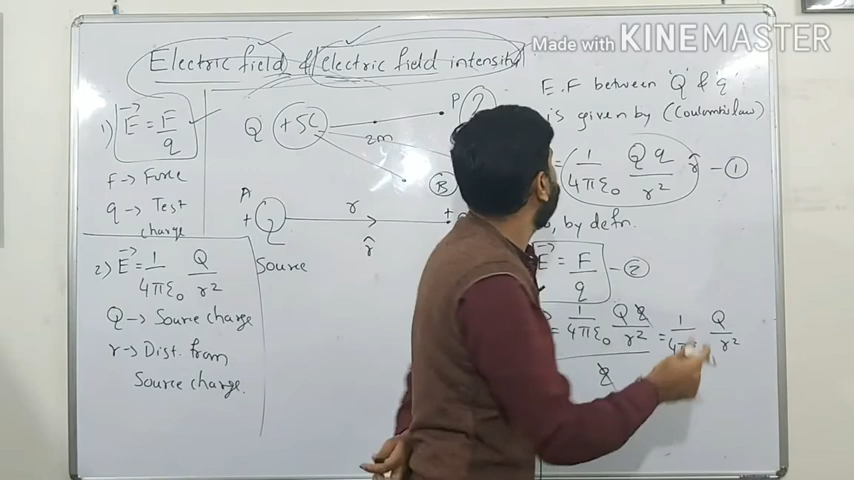 Made with KINEMASTER
Electric field & electric field intensity
1) E = F/q
F → Force
q → Test charge
2) E = 1/4πε₀ Q/r²
Q → Source charge
r → Dist. from
Source charge.
Q +5C
2m
P ?
B
A
+ Q
r
r̂
+
Source
E.F between 'Q' & 'q'
is given by (Coulomb's law)
= 1/4πε₀ Qq/r² r̂ - ①
by defn.
E = F/q - ②
= 1/4πε₀ Qq/r² / q = 1/4πε₀ Q/r²